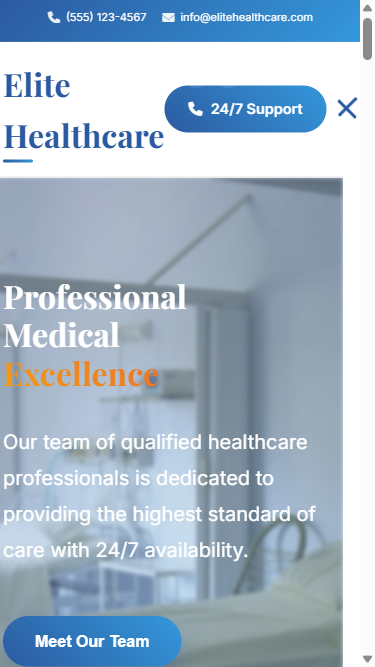 (555) 123-4567 info@elitehealthcare.com
Elite
Healthcare
24/7 Support
Professional
Medical
Excellence
Our team of qualified healthcare
professionals is dedicated to
providing the highest standard of
care with 24/7 availability.
Meet Our Team